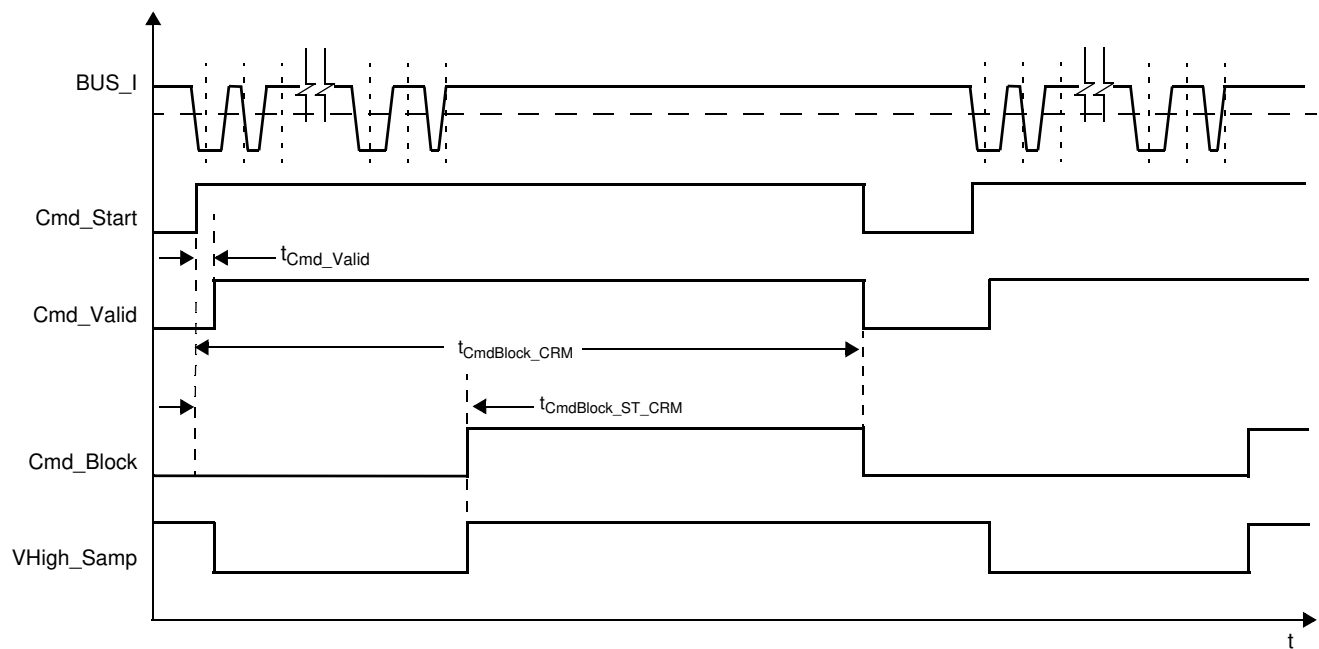 BUS_I
Cmd_Start
tCmd_Valid
Cmd_Valid
tCmdBlock_CRM
tCmdBlock_ST_CRM
Cmd_Block
VHigh_Samp
t